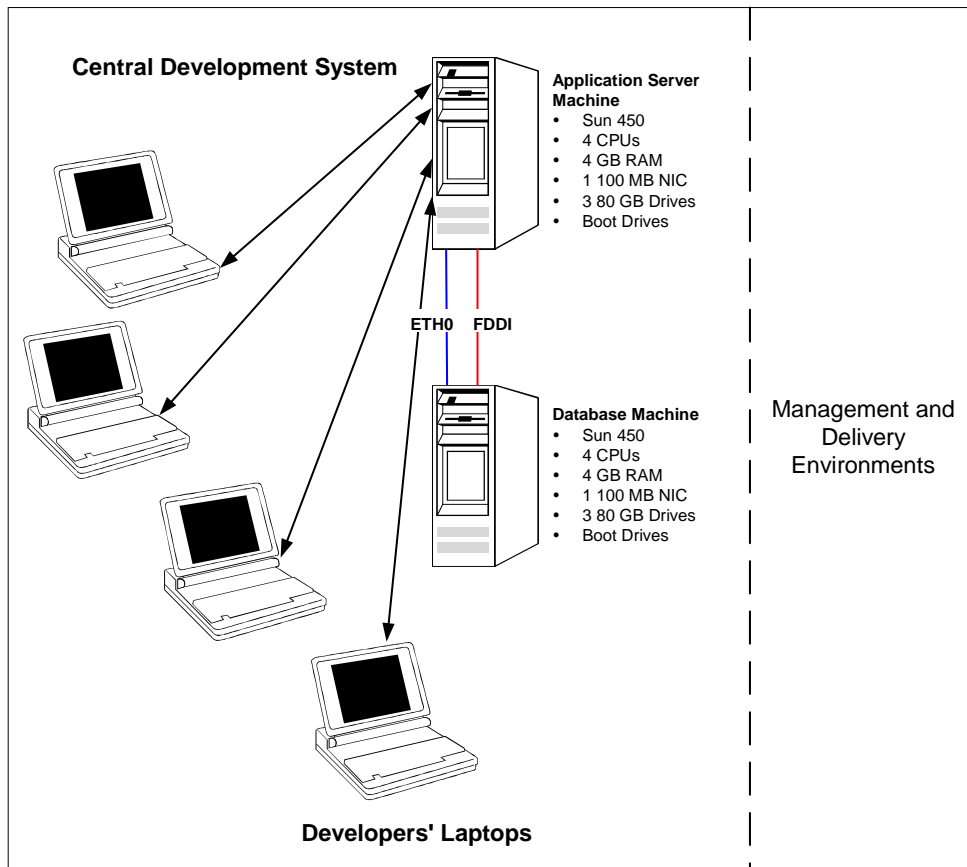 Central Development System
Application Server
Machine
• Sun 450
• 4 CPUs
• 4 GB RAM
• 1 100 MB NIC
• 3 80 GB Drives
• Boot Drives
ETH0 FDDI
Database Machine
• Sun 450
• 4 CPUs
• 4 GB RAM
• 1 100 MB NIC
• 3 80 GB Drives
• Boot Drives
Management and
Delivery
Environments
Developers' Laptops